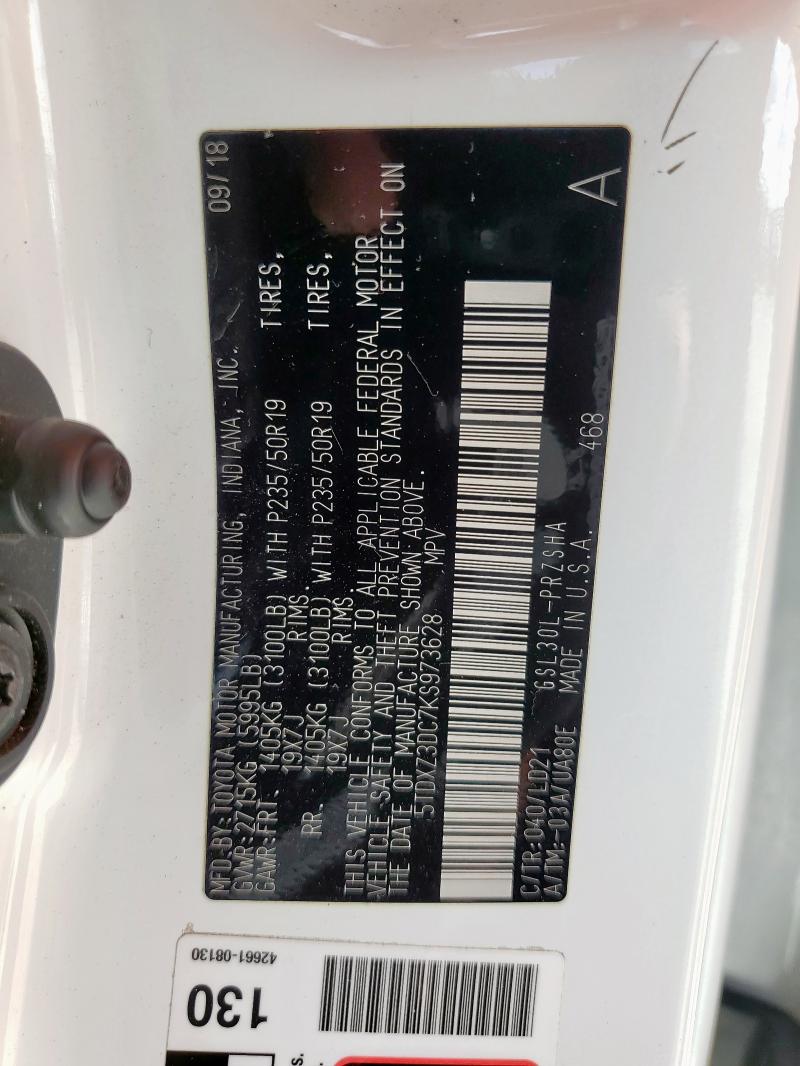 MFD.BY: TOYOTA MOTOR MANUFACTURING, INDIANA, INC. 09/18
GVWR:2715KG (5995LB)
GAWR:FRT. 1405KG (3100LB) WITH P235/50R19 TIRES,
19X7J RIMS
RR. 1405KG (3100LB) WITH P235/50R19 TIRES,
19X7J RIMS
THIS VEHICLE CONFORMS TO ALL APPLICABLE FEDERAL MOTOR
VEHICLE SAFETY AND THEFT PREVENTION STANDARDS IN EFFECT ON
THE DATE OF MANUFACTURE SHOWN ABOVE.
5TDXZ3DC7KS973628 MPV
C/TR:040/LD21 GSL30L-PRZSHA
A/TM:-03A/UA80E MADE IN U.S.A. 468 A
42661-08130
130